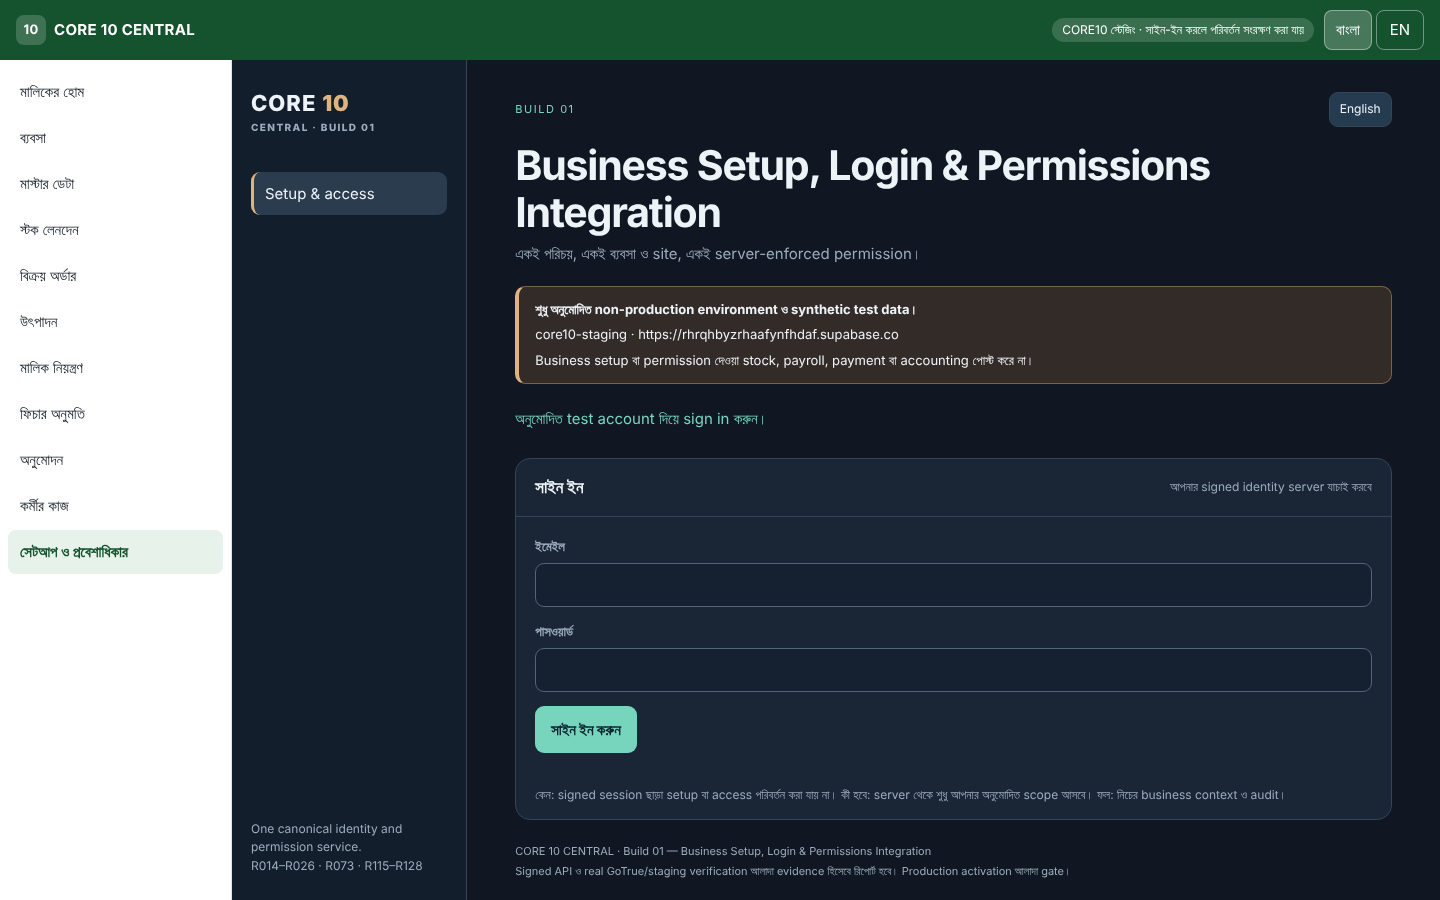 10 CORE 10 CENTRAL
CORE10 স্টেজিং · সাইন-ইন করলে পরিবর্তন সংরক্ষণ করা যায়
বাংলা
EN
মালিকের হোম
ব্যবসা
মাস্টার ডেটা
স্টক লেনদেন
বিক্রয় অর্ডার
উৎপাদন
মালিক নিয়ন্ত্রণ
ফিচার অনুমতি
অনুমোদন
কর্মীর কাজ
সেটআপ ও প্রবেশাধিকার
CORE 10
CENTRAL · BUILD 01
Setup & access
One canonical identity and
permission service.
R014–R026 · R073 · R115–R128
BUILD 01
English
Business Setup, Login & Permissions
Integration
একই পরিচয়, একই ব্যবসা ও site, একই server-enforced permission।
শুধু অনুমোদিত non-production environment ও synthetic test data।
core10-staging · https://rhrqhbyzrhaafynfhdaf.supabase.co
Business setup বা permission দেওয়া stock, payroll, payment বা accounting পোস্ট করে না।
অনুমোদিত test account দিয়ে sign in করুন।
সাইন ইন
আপনার signed identity server যাচাই করবে
ইমেইল
পাসওয়ার্ড
সাইন ইন করুন
কেন: signed session ছাড়া setup বা access পরিবর্তন করা যায় না। কী হবে: server থেকে শুধু আপনার অনুমোদিত scope আসবে। ফল: নিচের business context ও audit।
CORE 10 CENTRAL · Build 01 — Business Setup, Login & Permissions Integration
Signed API ও real GoTrue/staging verification আলাদা evidence হিসেবে রিপোর্ট হবে। Production activation আলাদা gate।